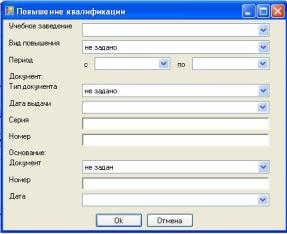 Повышение квалификации
Учебное заведение
Вид повышения не задано
Период с по
Документ:
Тип документа не задано
Дата выдачи
Серия
Номер
Основание:
Документ не задан
Номер
Дата
Ok Отмена